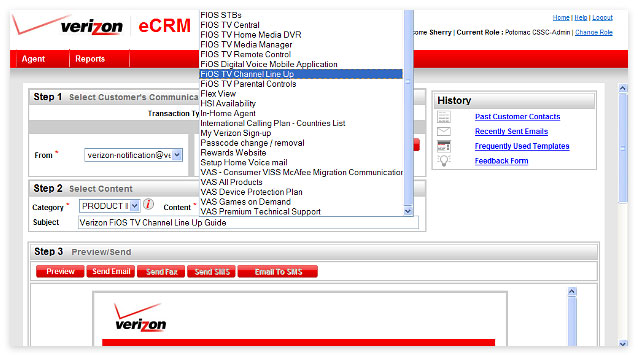 verizon
eCRM
Home | Help | Logout
ome Sherry | Current Role : Potomac CSSC-Admin | Change Role
Agent
Reports
FiOS STBs
FiOS TV Central
FiOS TV Home Media DVR
FiOS TV Media Manager
FiOS TV Remote Control
FiOS Digital Voice Mobile Application
FiOS TV Channel Line Up
FiOS TV Parental Controls
Flex View
HSI Availability
In-Home Agent
International Calling Plan - Countries List
My Verizon Sign-up
Passcode change / removal
Rewards Website
Setup Home Voice mail
VAS - Consumer VISS McAfee Migration Communication
VAS All Products
VAS Device Protection Plan
VAS Games on Demand
VAS Premium Technical Support
Step 1 Select Customer's Communica
Transaction Ty
From *
verizon-notification@ve
History
Past Customer Contacts
Recently Sent Emails
Frequently Used Templates
Feedback Form
Step 2 Select Content
Category * PRODUCT I Content *
Subject Verizon FiOS TV Channel Line Up Guide
Step 3 Preview/Send
Preview Send Email Send Fax Send SMS Email To SMS
verizon